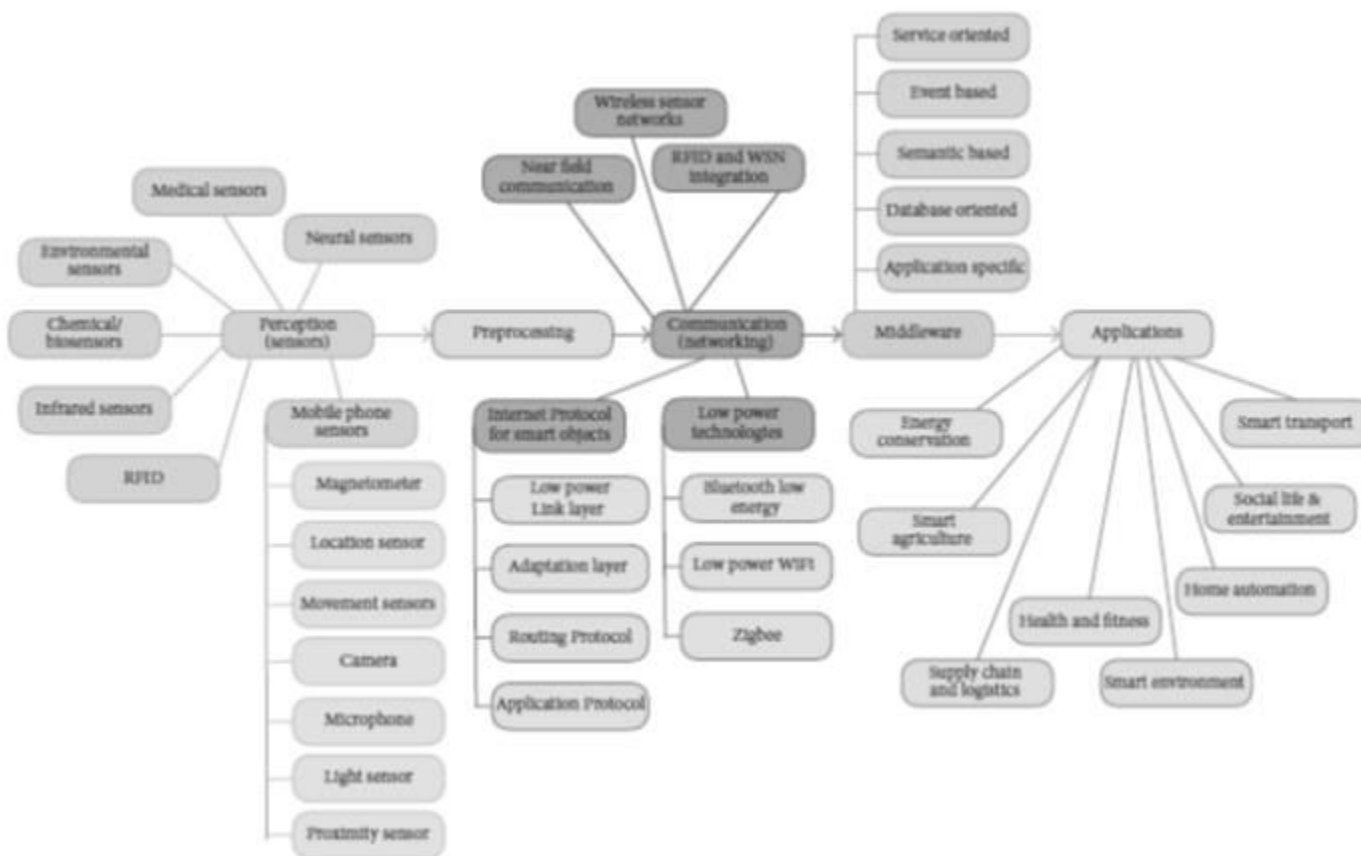 Service oriented
Event based
Semantic based
Database oriented
Application specific
Wireless sensor
networks
Near field
communication
RFID and WSN
integration
Medical sensors
Neural sensors
Environmental
sensors
Chemical/
biosensors
Infrared sensors
RFID
Perception
(sensors)
Preprocessing
Communication
(networking)
Middleware
Applications
Mobile phone
sensors
Magnetometer
Location sensor
Movement sensors
Camera
Microphone
Light sensor
Proximity sensor
Internet Protocol
for smart objects
Low power
Link layer
Adaptation layer
Routing Protocol
Application Protocol
Low power
technologies
Bluetooth low
energy
Low power WiFi
Zigbee
Energy
conservation
Smart
agriculture
Supply chain
and logistics
Health and fitness
Smart environment
Home automation
Social life &
entertainment
Smart transport